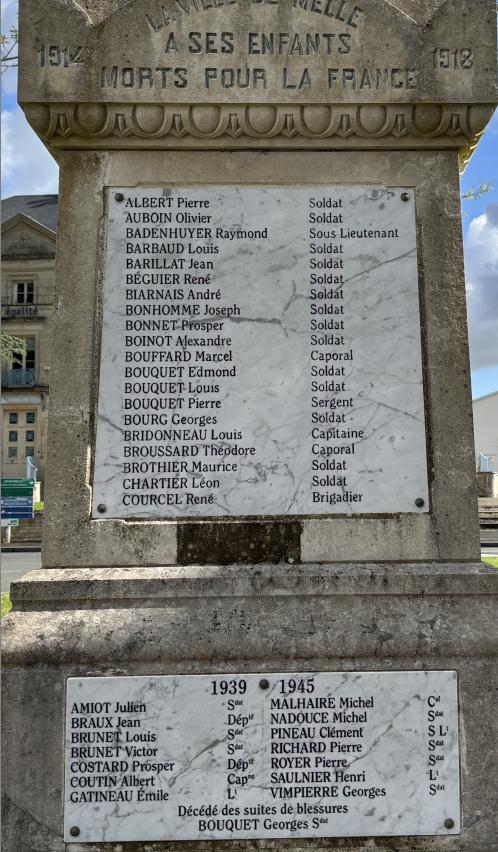 LA VILLE DE MELLE
A SES ENFANTS
1914 MORTS POUR LA FRANCE 1918
ALBERT Pierre Soldat
AUBOIN Olivier Soldat
BADENHUYER Raymond Sous Lieutenant
BARBAUD Louis Soldat
BARILLAT Jean Soldat
BÉGUIER René Soldat
BIARNAIS André Soldat
BONHOMME Joseph Soldat
BONNET Prosper Soldat
BOINOT Alexandre Soldat
BOUFFARD Marcel Caporal
BOUQUET Edmond Soldat
BOUQUET Louis Soldat
BOUQUET Pierre Sergent
BOURG Georges Soldat
BRIDONNEAU Louis Capitaine
BROUSSARD Théodore Caporal
BROTHIER Maurice Soldat
CHARTIER Léon Soldat
COURCEL René Brigadier
égalité
1939 1945
AMIOT Julien Sdat
BRAUX Jean Dépté
BRUNET Louis Sdat
BRUNET Victor Sdat
COSTARD Prosper Dépté
COUTIN Albert Capne
GATINEAU Émile Lt
MALHAIRE Michel Cal
NADOUCE Michel Sdat
PINEAU Clément S Lt
RICHARD Pierre Sdat
ROYER Pierre Sdat
SAULNIER Henri Lt
VIMPIERRE Georges Sdat
Décédé des suites de blessures
BOUQUET Georges Sdat